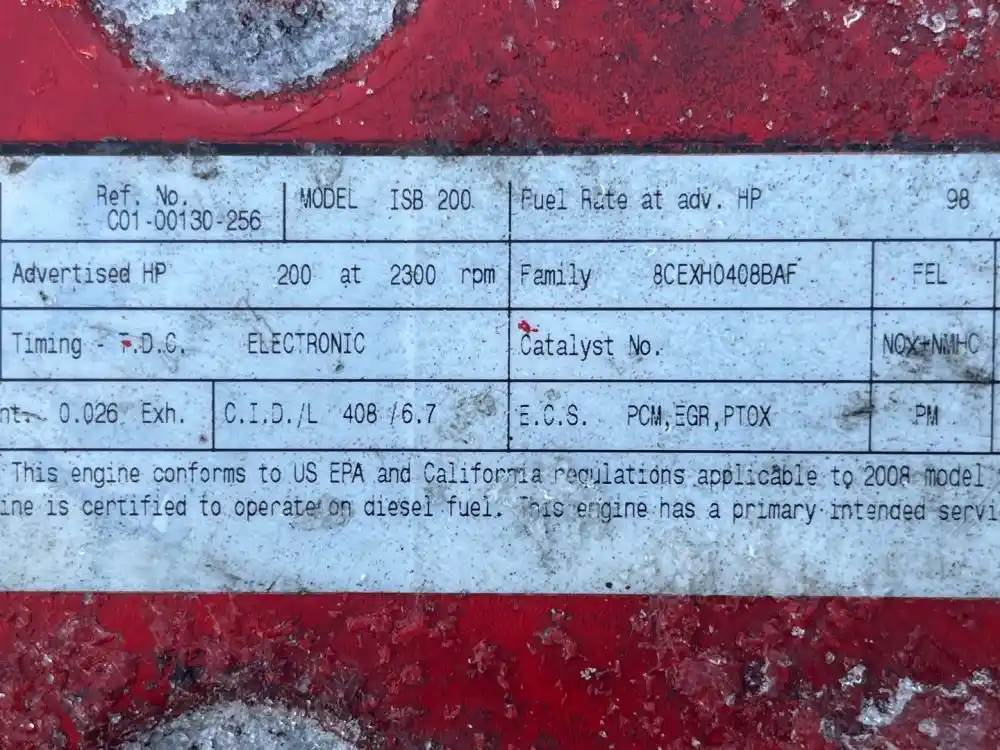 Ref. No. MODEL ISB 200 Fuel Rate at adv. HP 98
C01-00130-256
Advertised HP 200 at 2300 rpm Family 8CEXH0408BAF FEL
Timing - T.D.C. ELECTRONIC Catalyst No. NOX+NMHC
nt. 0.026 Exh. C.I.D./L 408 /6.7 E.C.S. PCM,EGR,PTOX PM
This engine conforms to US EPA and California regulations applicable to 2008 model
ine is certified to operate on diesel fuel. This engine has a primary intended servi